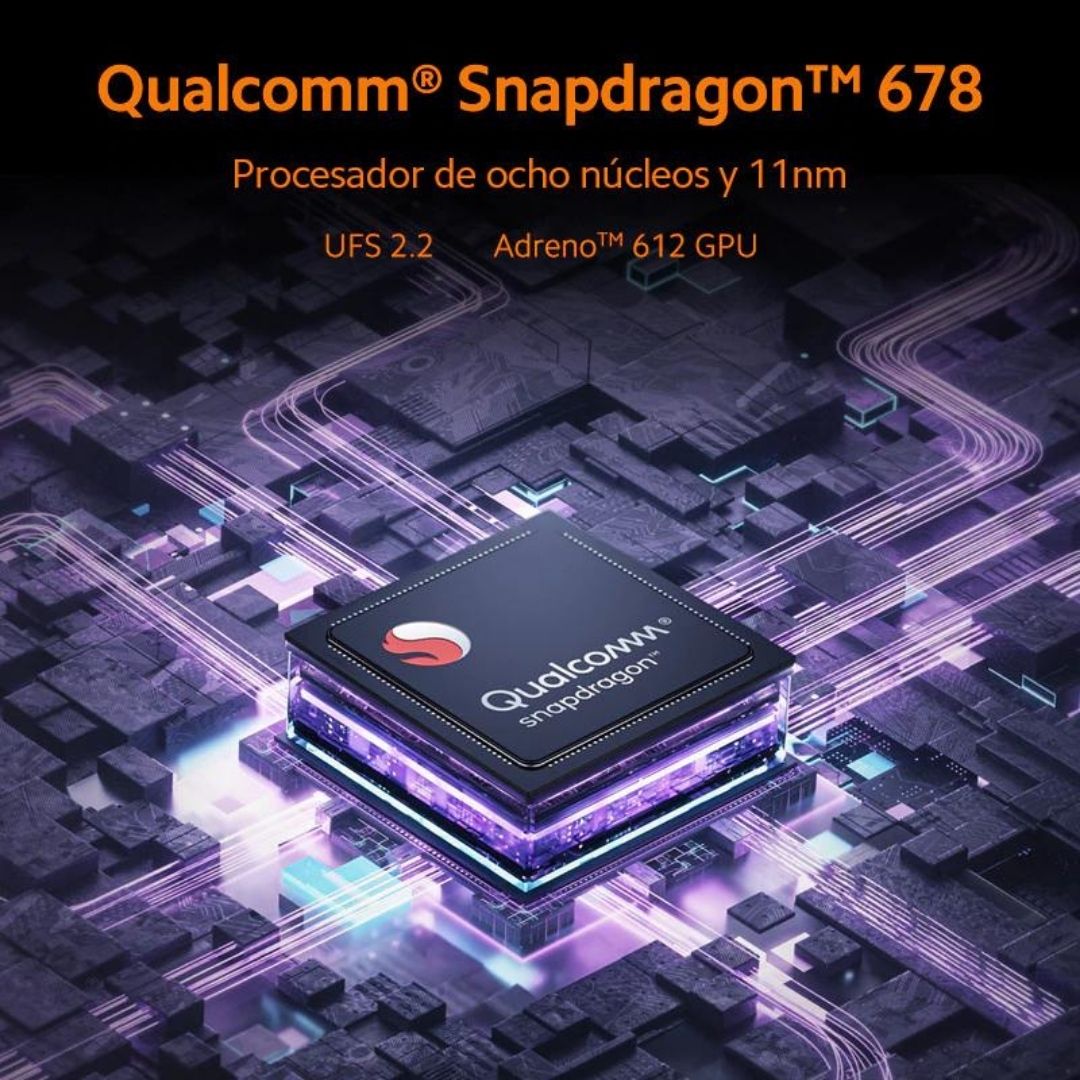 Qualcomm® Snapdragon™ 678
Procesador de ocho núcleos y 11nm
UFS 2.2 Adreno™ 612 GPU
Qualcomm®
snapdragon™